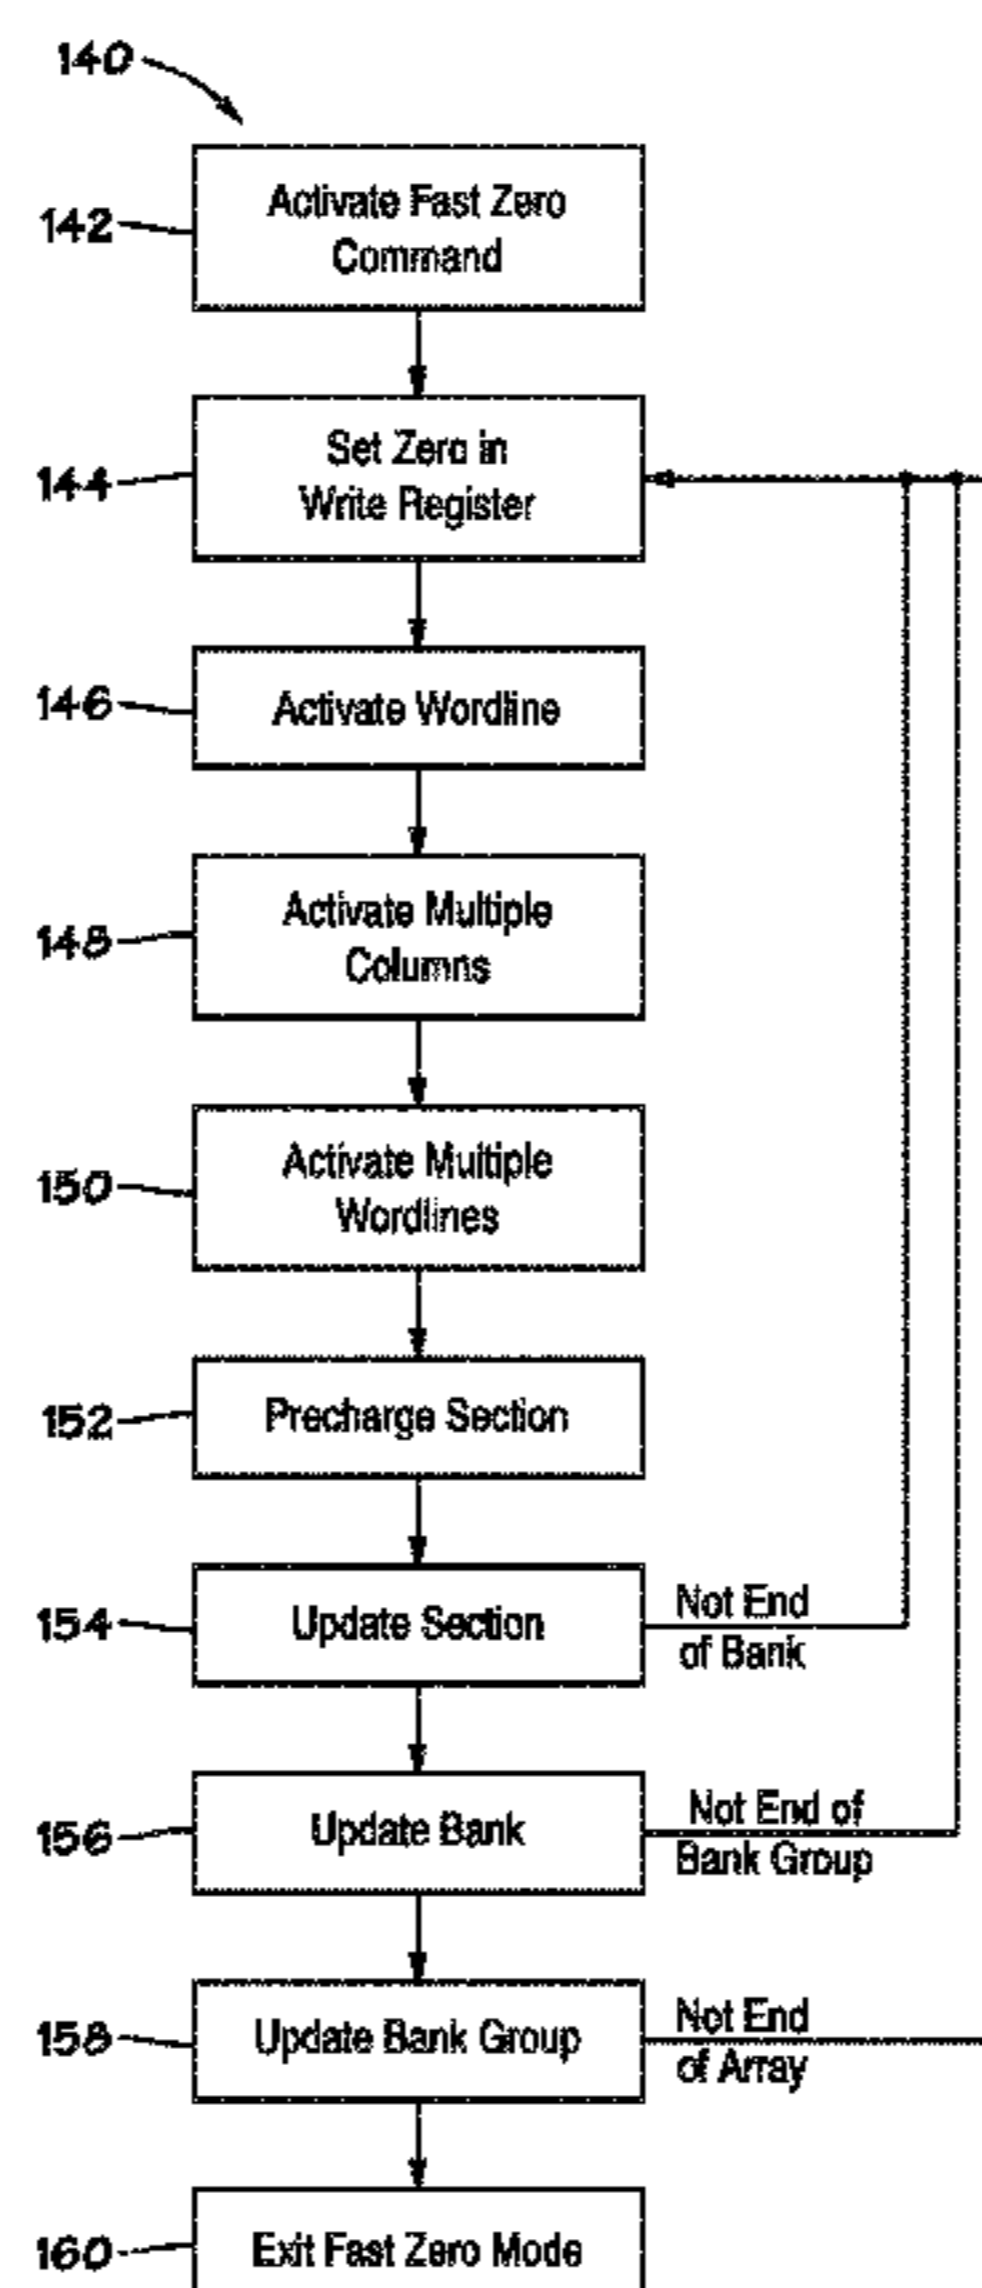 140
142
Activate Fast Zero
Command
144
Set Zero in
Write Register
146
Activate Wordline
148
Activate Multiple
Columns
150
Activate Multiple
Wordlines
152
Precharge Section
154
Update Section
Not End
of Bank
156
Update Bank
Not End of
Bank Group
158
Update Bank Group
Not End
of Array
160
Exit Fast Zero Mode